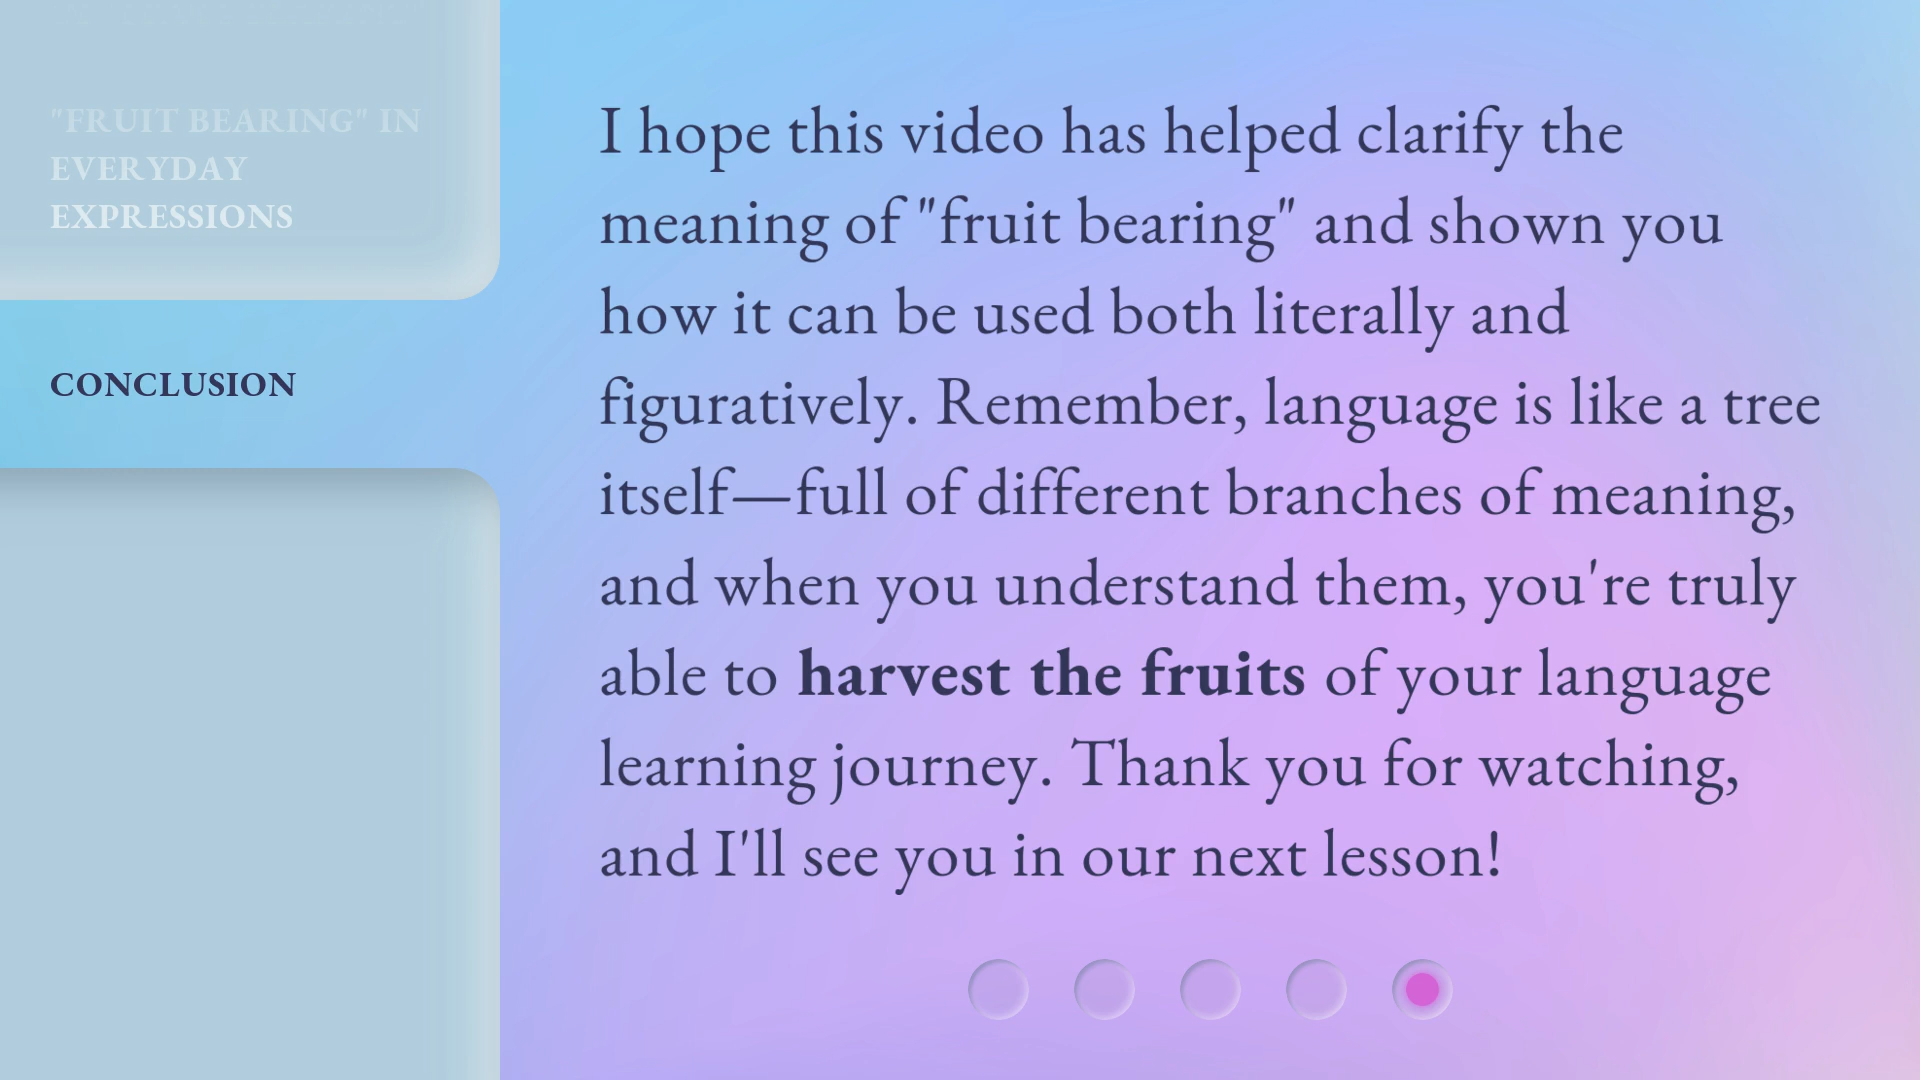 "FRUIT BEARING" IN
EVERYDAY
EXPRESSIONS
CONCLUSION
I hope this video has helped clarify the
meaning of "fruit bearing" and shown you
how it can be used both literally and
figuratively. Remember, language is like a tree
itself—full of different branches of meaning,
and when you understand them, you're truly
able to harvest the fruits of your language
learning journey. Thank you for watching,
and I'll see you in our next lesson!